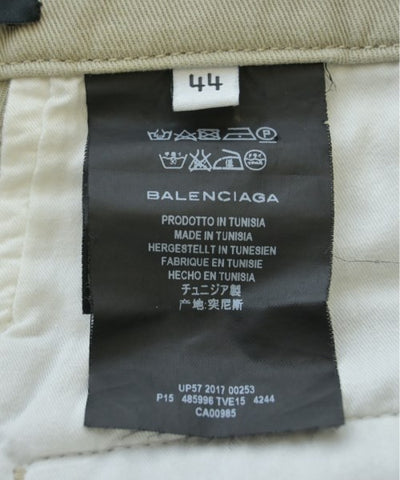 44
BALENCIAGA
PRODOTTO IN TUNISIA
MADE IN TUNISIA
HERGESTELLT IN TUNESIEN
FABRIQUE EN TUNISIE
HECHO EN TUNISIA
チュニジア製
产地:突尼斯
UP57 2017 00253
P15 485998 TVE15 4244
CA00985